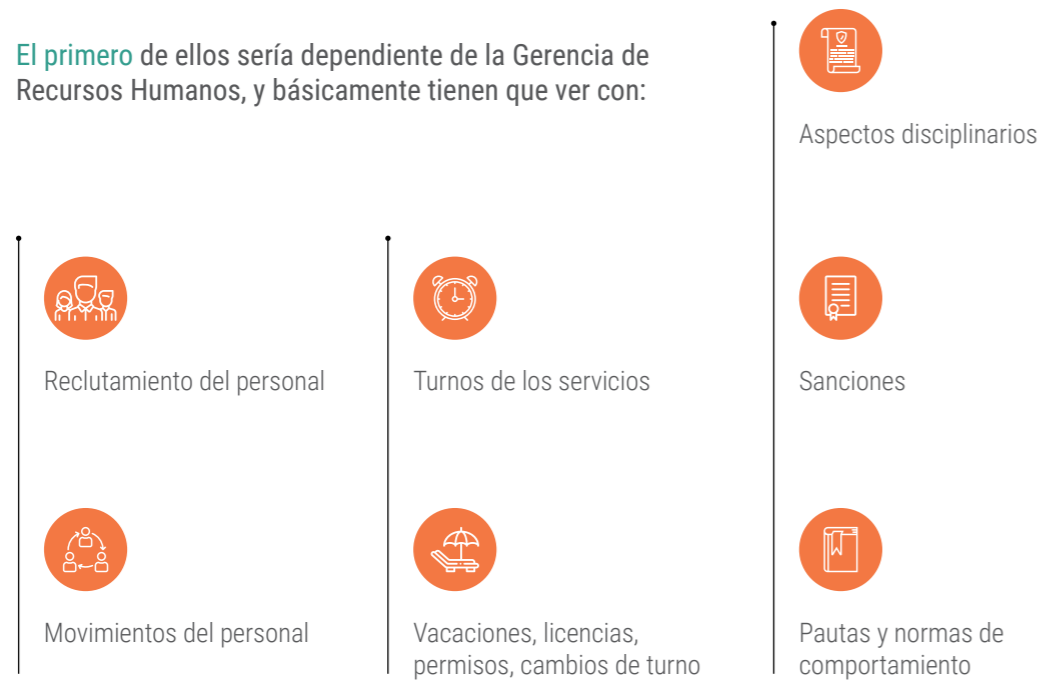 El primero de ellos sería dependiente de la Gerencia de
Recursos Humanos, y básicamente tienen que ver con:
Reclutamiento del personal
Movimientos del personal
Turnos de los servicios
Vacaciones, licencias,
permisos, cambios de turno
Aspectos disciplinarios
Sanciones
Pautas y normas de
comportamiento